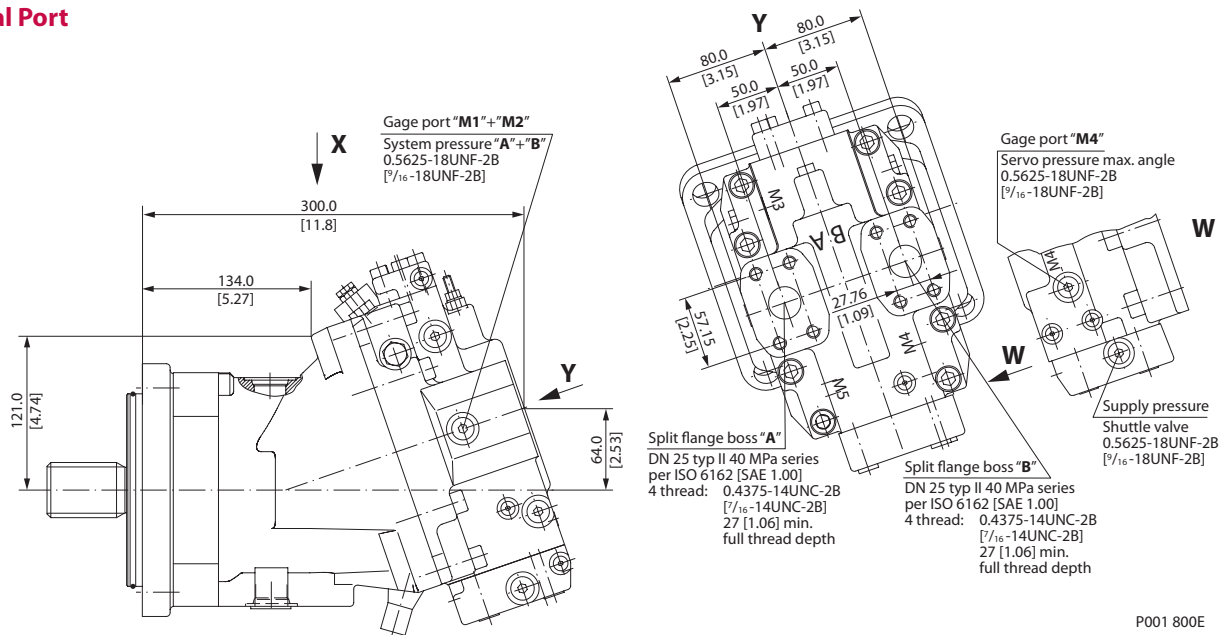 al Port
Gage port "M1"+"M2"
System pressure "A"+"B"
0.5625-18UNF-2B
[9/16 -18UNF-2B]
X
300.0
[11.8]
134.0
[5.27]
121.0
[4.74]
Y
64.0
[2.53]
Y
80.0
[3.15]
80.0
[3.15]
50.0
[1.97]
50.0
[1.97]
M3
B A
27.76
[1.09]
57.15
[2.25]
M4
M5
W
Split flange boss "A"
DN 25 typ II 40 MPa series
per ISO 6162 [SAE 1.00]
4 thread: 0.4375-14UNC-2B
[7/16 -14UNC-2B]
27 [1.06] min.
full thread depth
Split flange boss "B"
DN 25 typ II 40 MPa series
per ISO 6162 [SAE 1.00]
4 thread: 0.4375-14UNC-2B
[7/16 -14UNC-2B]
27 [1.06] min.
full thread depth
Gage port "M4"
Servo pressure max. angle
0.5625-18UNF-2B
[9/16 -18UNF-2B]
W
M4
Supply pressure
Shuttle valve
0.5625-18UNF-2B
[9/16 -18UNF-2B]
P001 800E